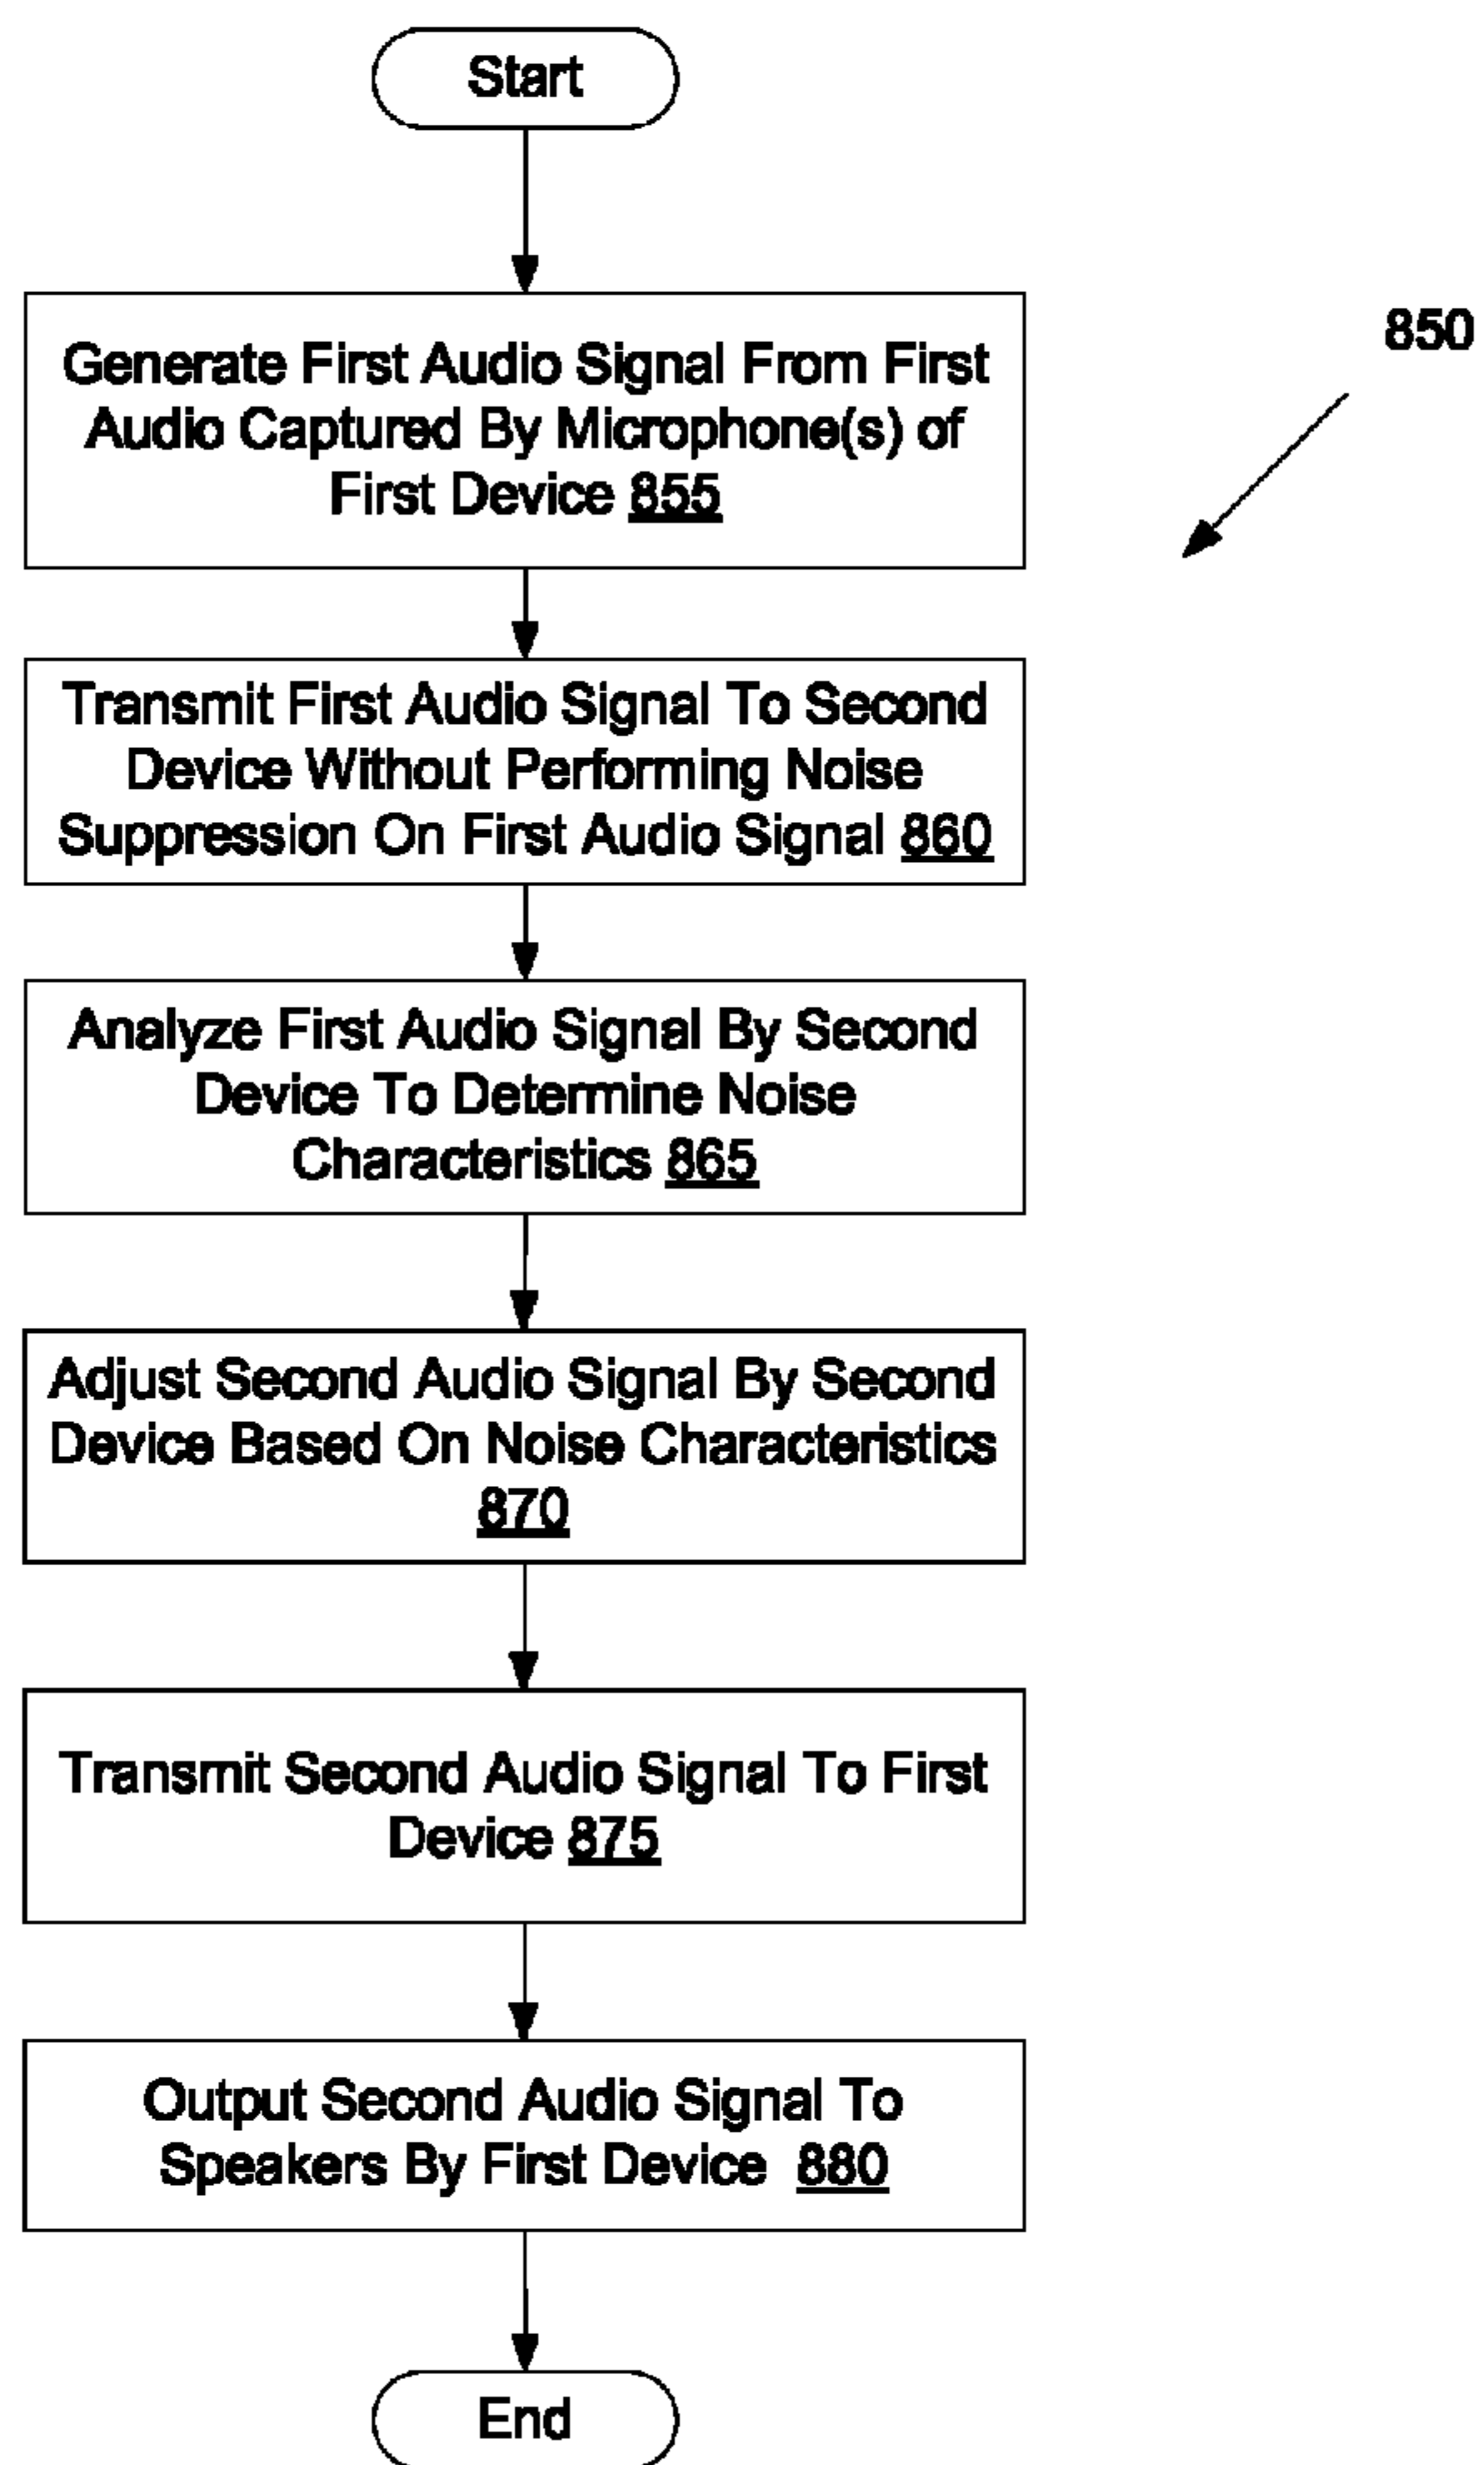 Start
Generate First Audio Signal From First
Audio Captured By Microphone(s) of
First Device 855
850
Transmit First Audio Signal To Second
Device Without Performing Noise
Suppression On First Audio Signal 860
Analyze First Audio Signal By Second
Device To Determine Noise
Characteristics 865
Adjust Second Audio Signal By Second
Device Based On Noise Characteristics
870
Transmit Second Audio Signal To First
Device 875
Output Second Audio Signal To
Speakers By First Device 880
End